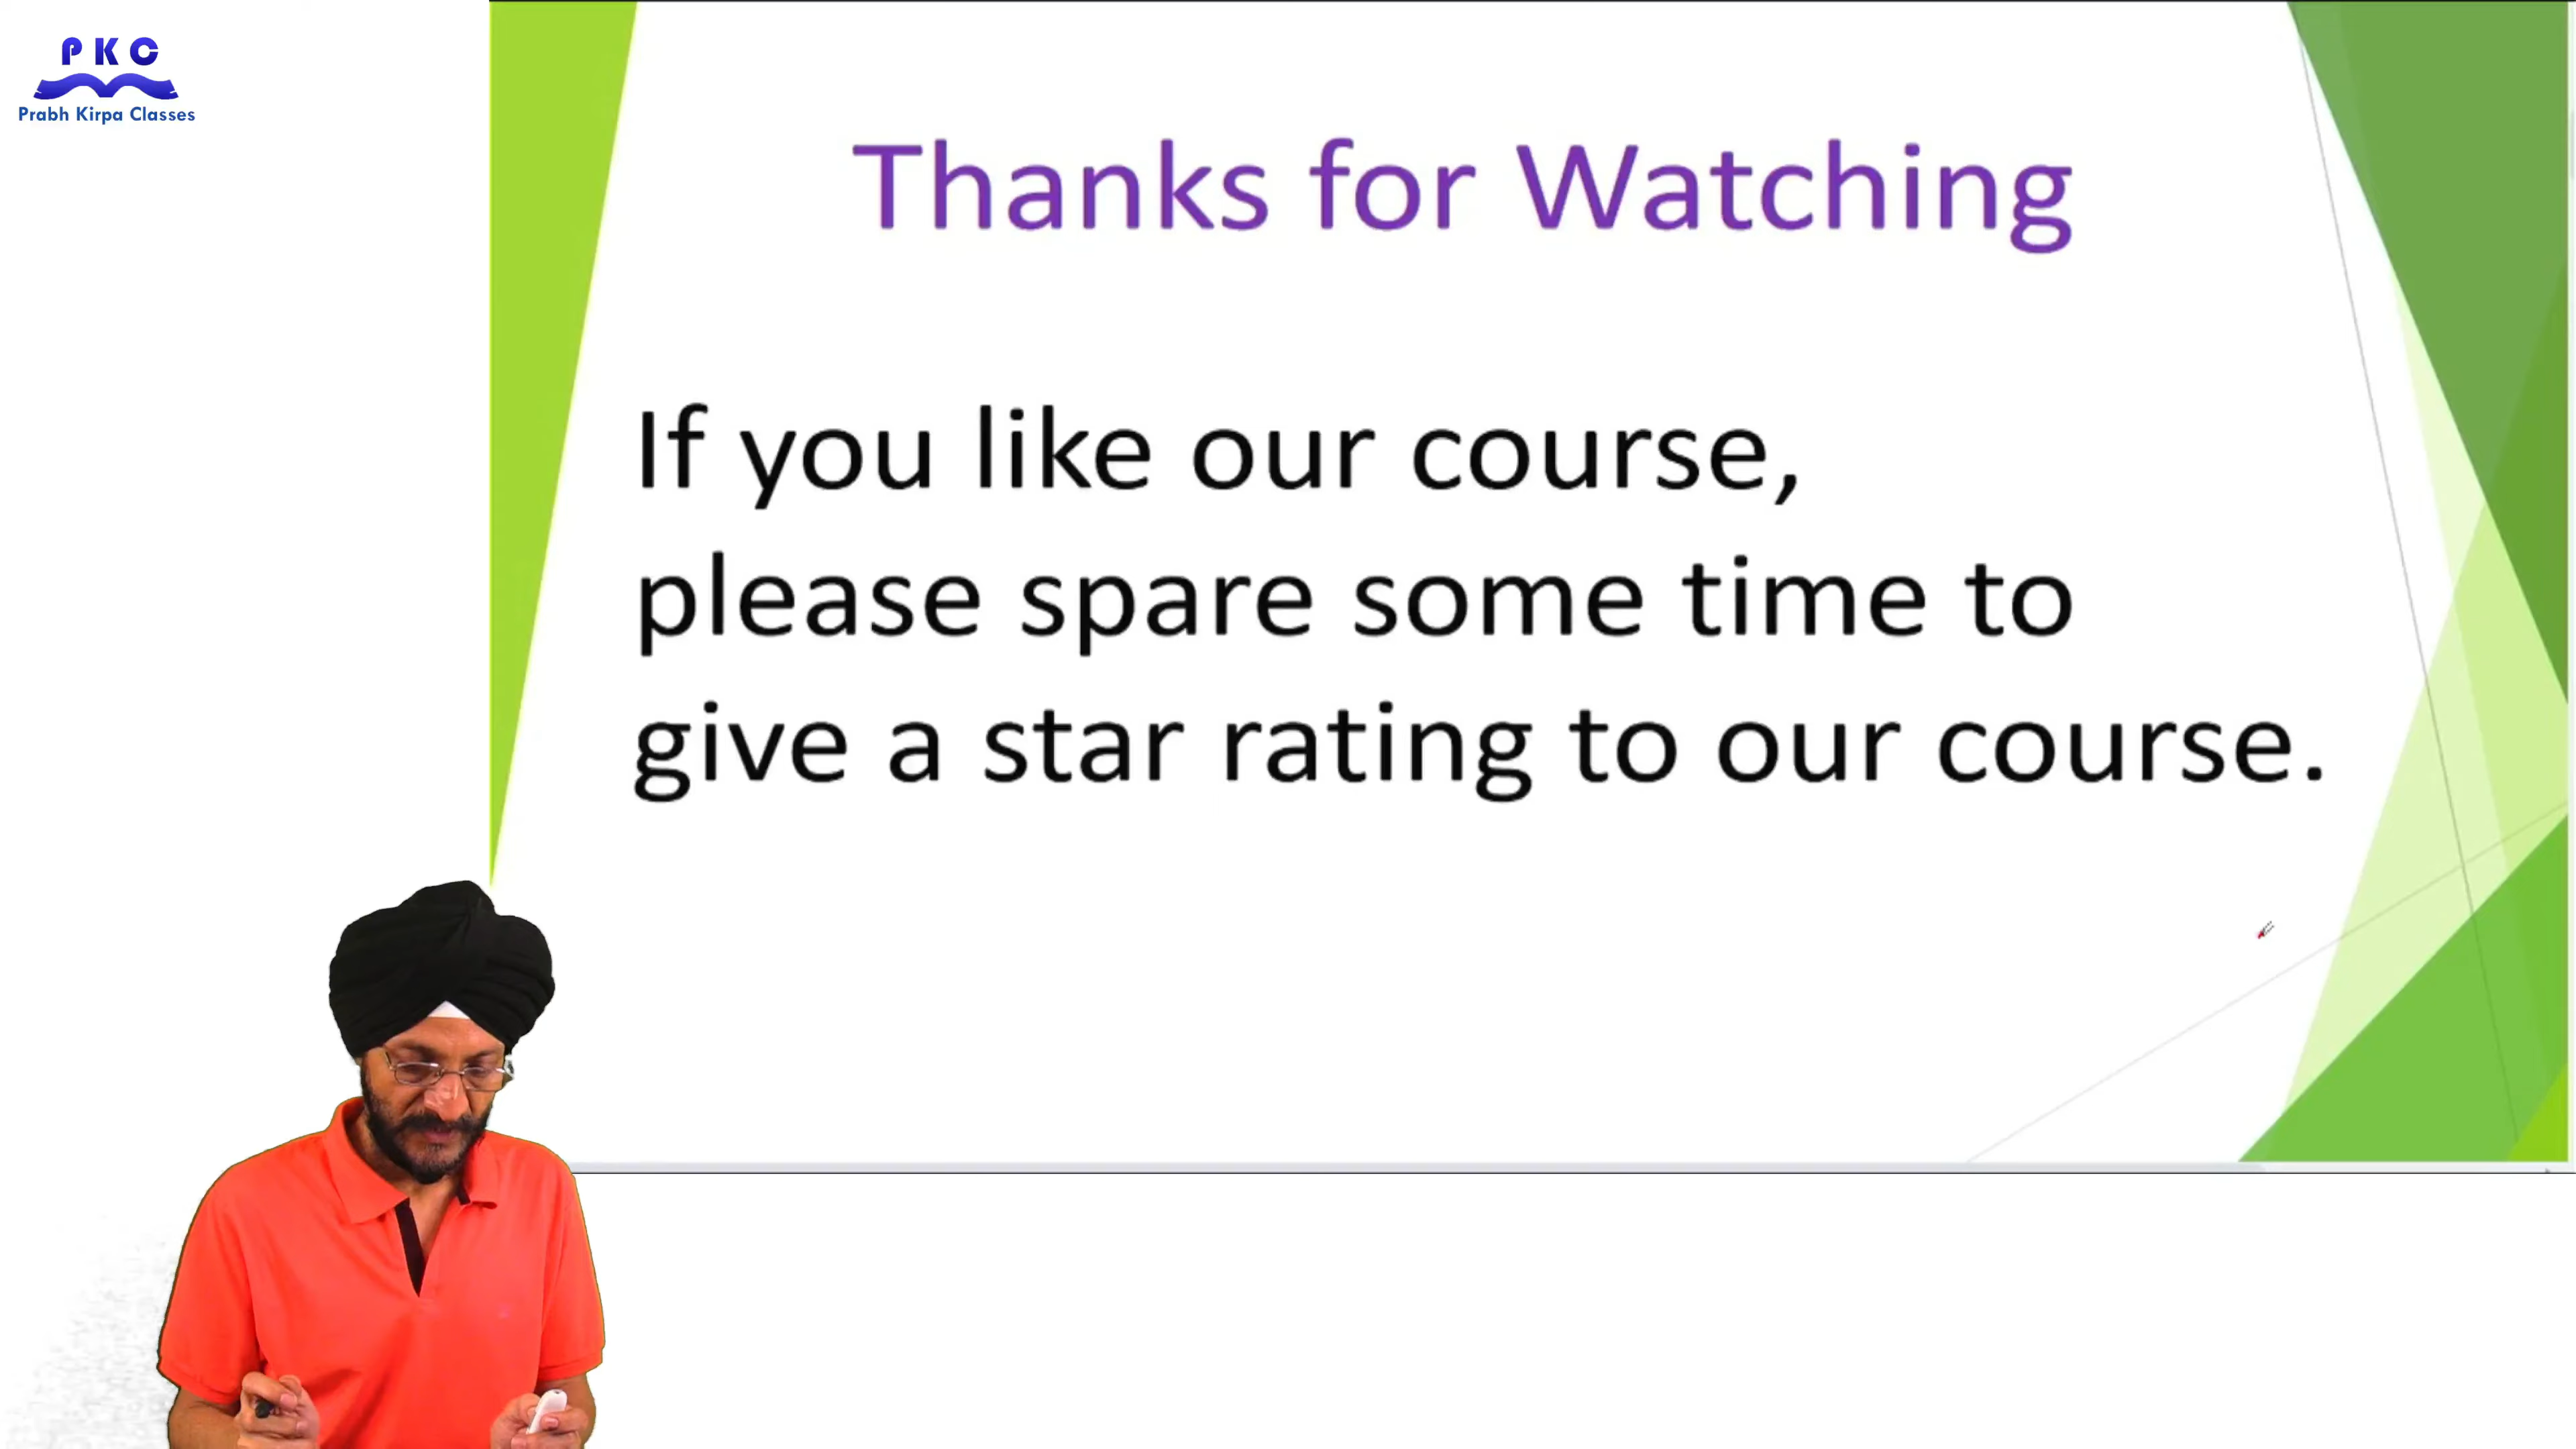 P K C
Prabh Kirpa Classes
Thanks for Watching
If you like our course,
please spare some time to
give a star rating to our course.